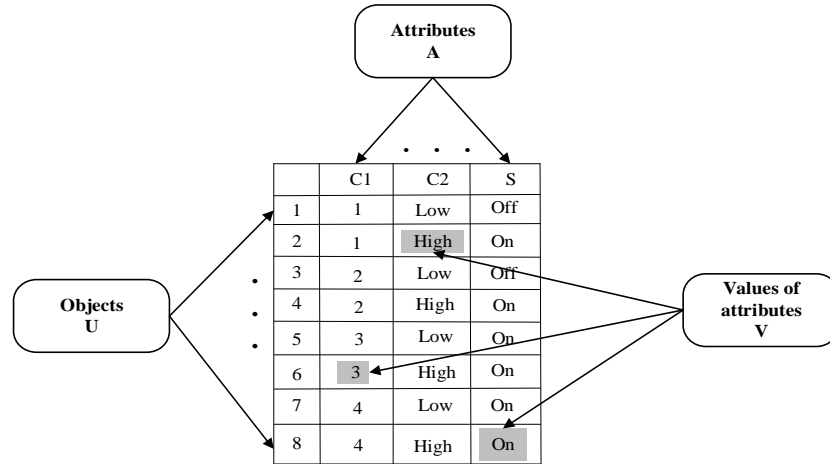 Attributes
A
. . .
C1 C2 S
1 1 Low Off
2 1 High On
3 2 Low Off
4 2 High On
5 3 Low On
6 3 High On
7 4 Low On
8 4 High On
Objects
U
.
.
.
Values of
attributes
V